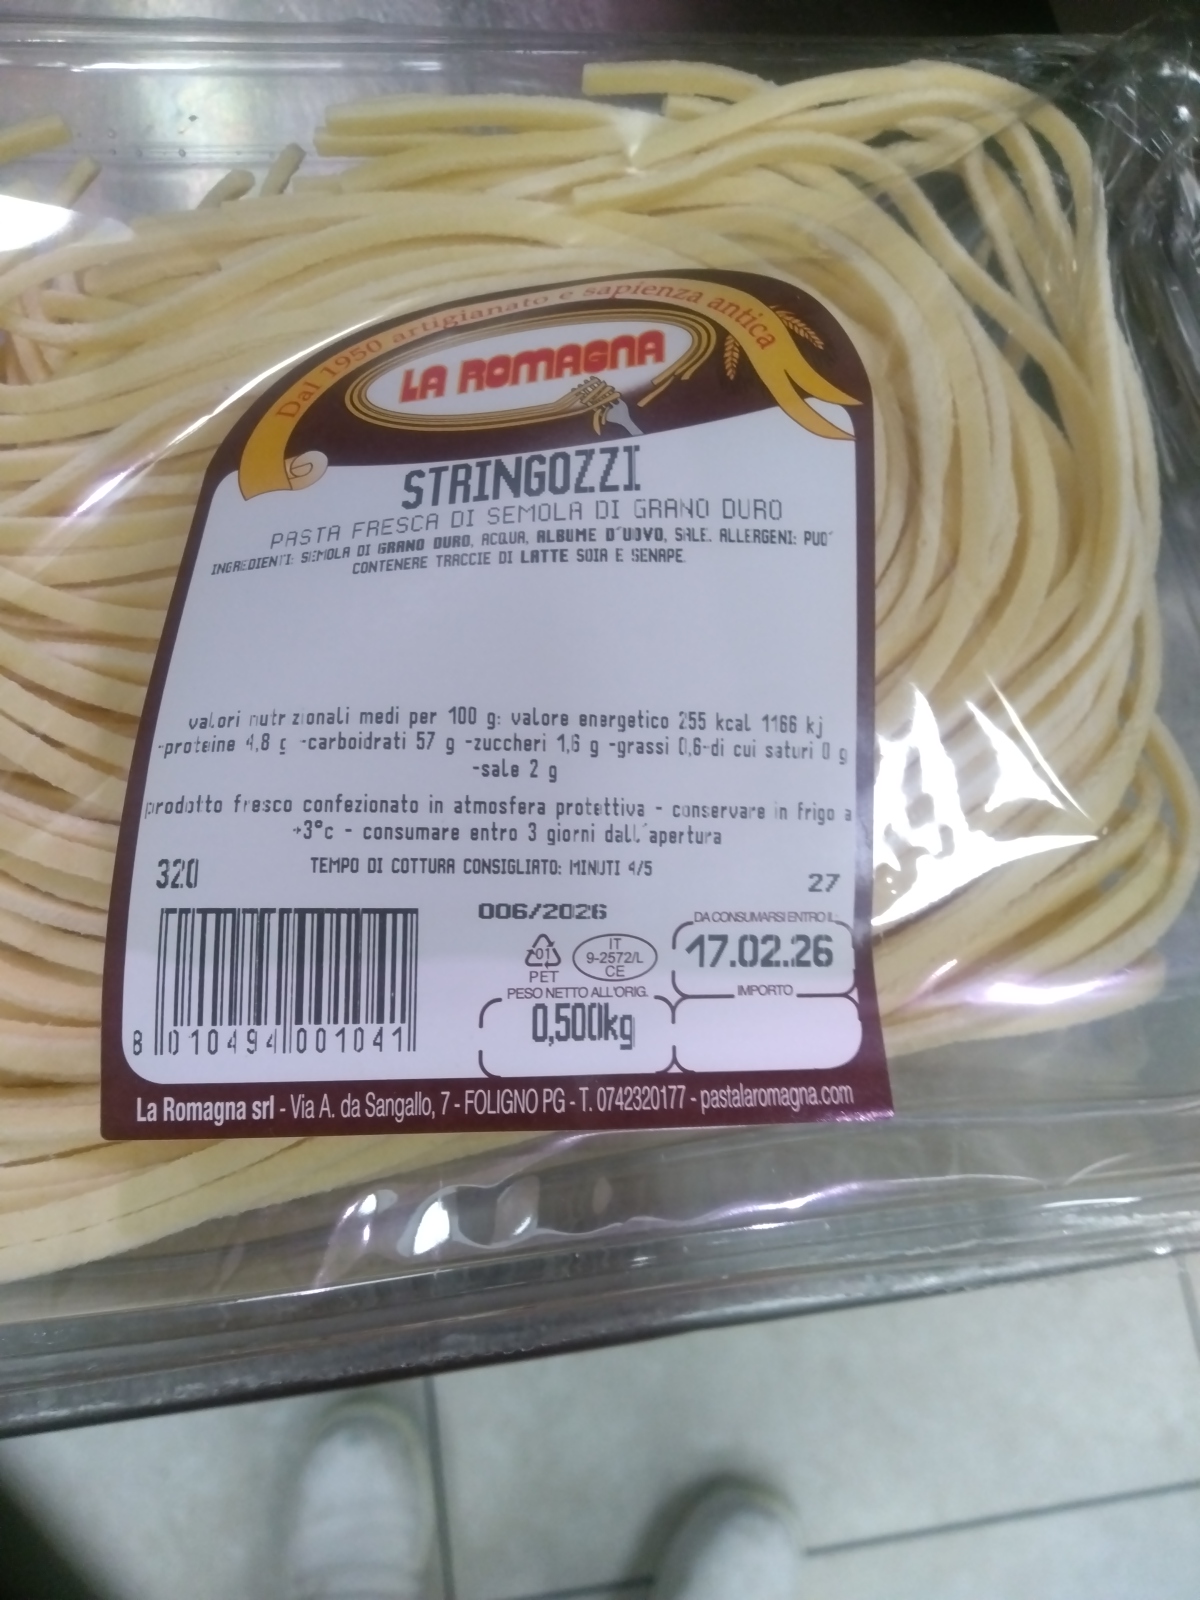 Dal 1950 artigianato e sapienza antica
LA ROMAGNA
STRINGOZZI
PASTA FRESCA DI SEMOLA DI GRANO DURO
INGREDIENTI: SEMOLA DI GRANO DURO, ACQUA, ALBUME D'UOVO, SALE. ALLERGENI: PUO'
CONTENERE TRACCIE DI LATTE SOIA E SENAPE.
valori nutrizionali medi per 100 g: valore energetico 255 kcal 1166 kj
-proteine 4,8 g -carboidrati 57 g -zuccheri 1,6 g -grassi 0,6-di cui saturi 0 g
-sale 2 g
prodotto fresco confezionato in atmosfera protettiva - conservare in frigo a
+3°c - consumare entro 3 giorni dall'apertura
320
TEMPO DI COTTURA CONSIGLIATO: MINUTI 4/5
27
006/2026
DA CONSUMARSI ENTRO IL:
17.02.26
01
PET
IT
9-2572/L
CE
PESO NETTO ALL'ORIG.
0,500kg
IMPORTO
8 010494 001041
La Romagna srl - Via A. da Sangallo, 7 - FOLIGNO PG - T. 0742320177 - pastalaromagna.com